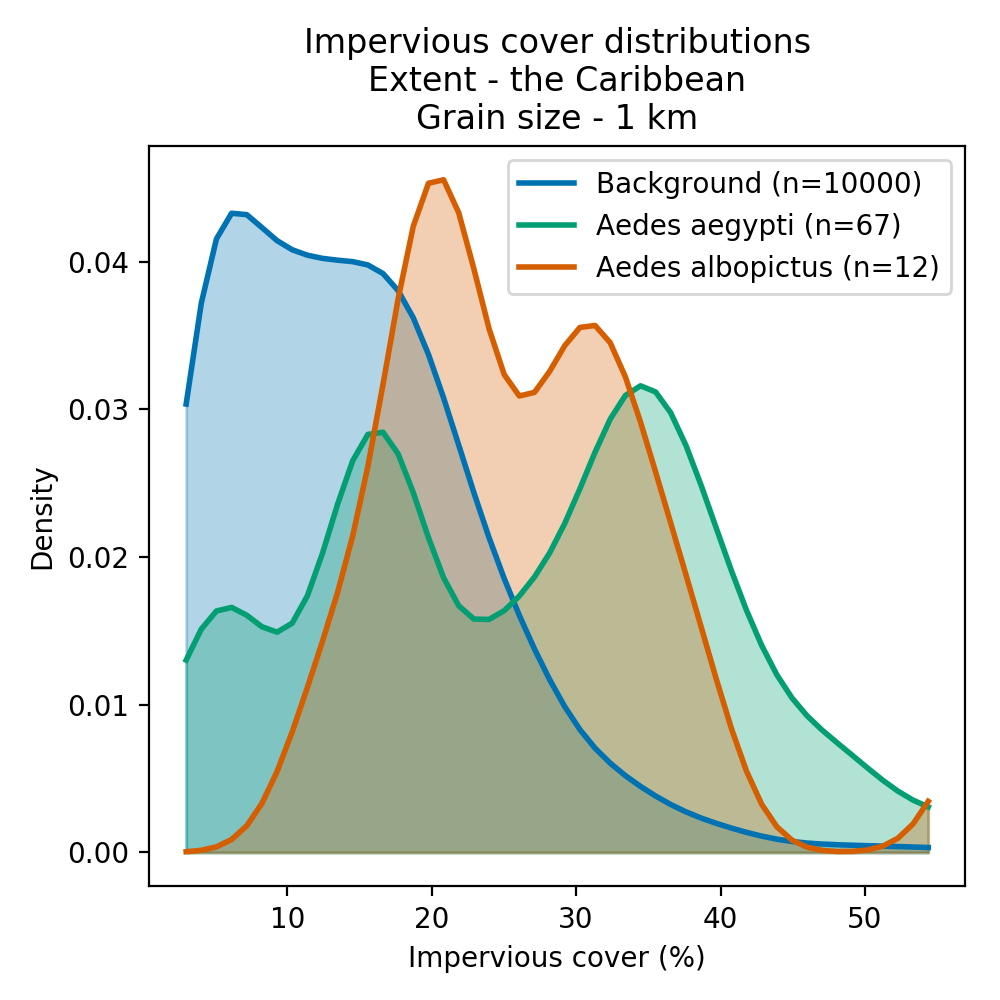 Impervious cover distributions
Extent - the Caribbean
Grain size - 1 km
Background (n=10000)
Aedes aegypti (n=67)
Aedes albopictus (n=12)
Density
0.04
0.03
0.02
0.01
0.00
10 20 30 40 50
Impervious cover (%)